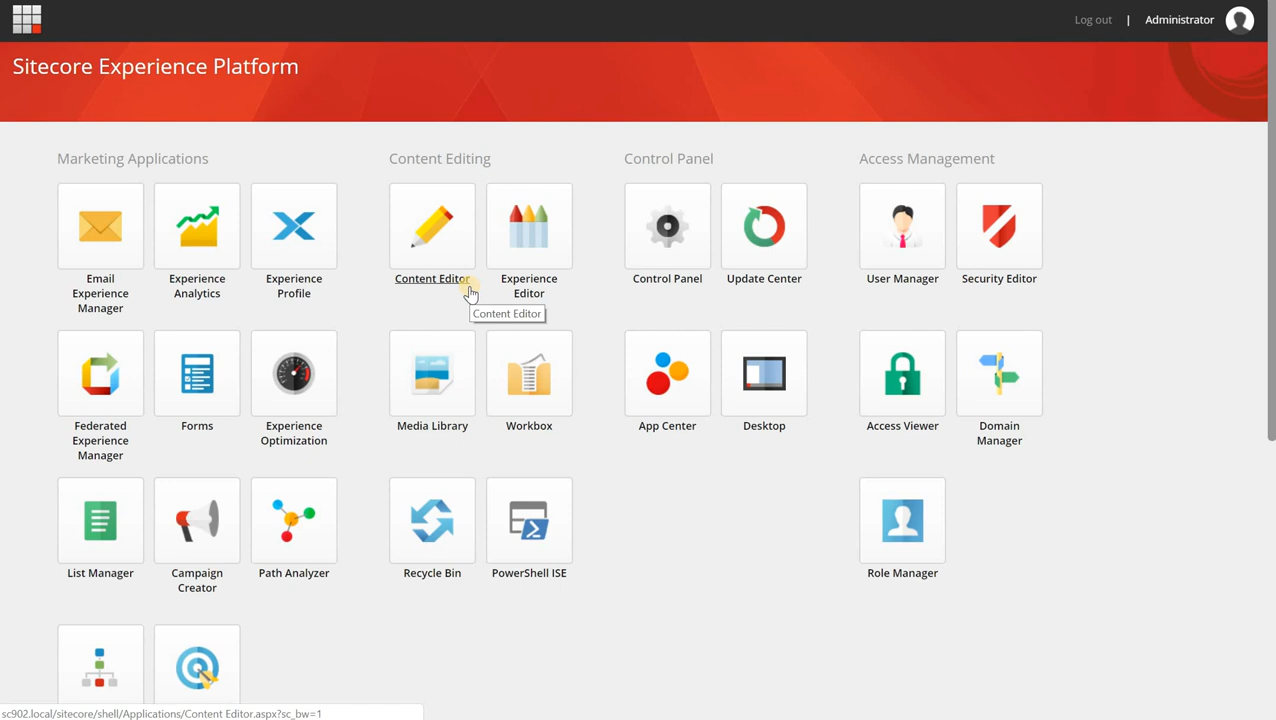 Log out | Administrator
Sitecore Experience Platform
Marketing Applications
Email
Experience
Manager
Experience
Analytics
Experience
Profile
Federated
Experience
Manager
Forms
Experience
Optimization
List Manager
Campaign
Creator
Path Analyzer
Content Editing
Content Editor
Experience
Editor
Content Editor
Media Library
Workbox
Recycle Bin
PowerShell ISE
Control Panel
Control Panel
Update Center
App Center
Desktop
Access Management
User Manager
Security Editor
Access Viewer
Domain
Manager
Role Manager
sc902.local/sitecore/shell/Applications/Content Editor.aspx?sc_bw=1